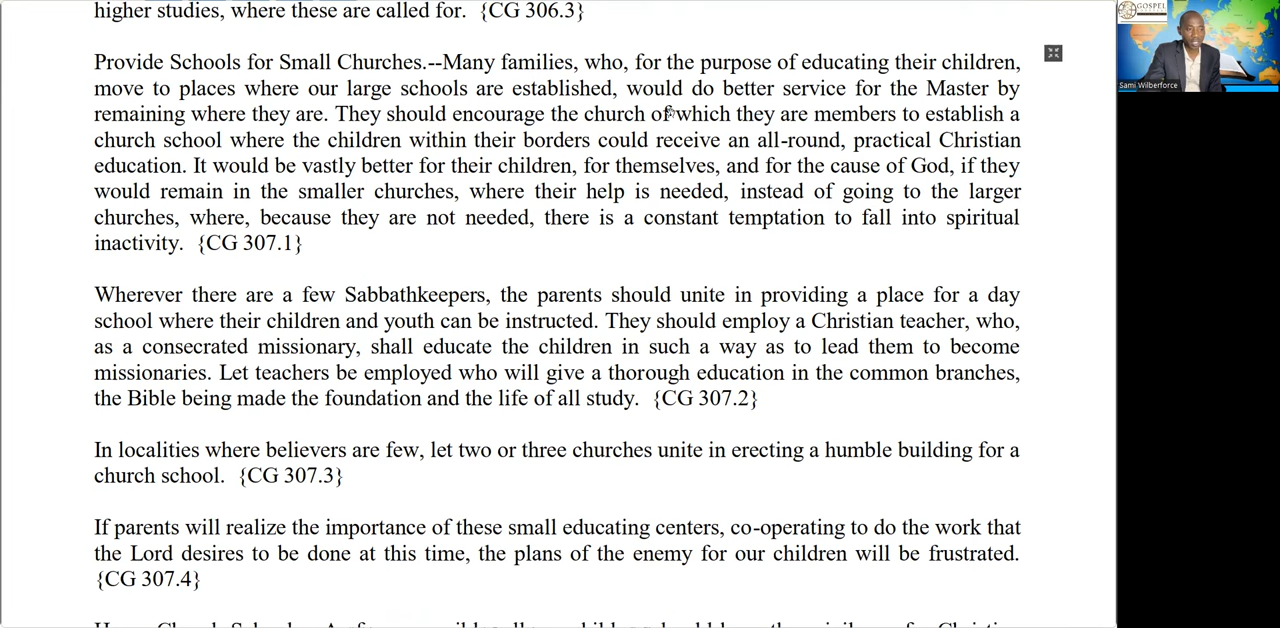 higher studies, where these are called for. {CG 306.3}
Provide Schools for Small Churches.--Many families, who, for the purpose of educating their children,
move to places where our large schools are established, would do better service for the Master by
remaining where they are. They should encourage the church of which they are members to establish a
church school where the children within their borders could receive an all-round, practical Christian
education. It would be vastly better for their children, for themselves, and for the cause of God, if they
would remain in the smaller churches, where their help is needed, instead of going to the larger
churches, where, because they are not needed, there is a constant temptation to fall into spiritual
inactivity. {CG 307.1}
Wherever there are a few Sabbathkeepers, the parents should unite in providing a place for a day
school where their children and youth can be instructed. They should employ a Christian teacher, who,
as a consecrated missionary, shall educate the children in such a way as to lead them to become
missionaries. Let teachers be employed who will give a thorough education in the common branches,
the Bible being made the foundation and the life of all study. {CG 307.2}
In localities where believers are few, let two or three churches unite in erecting a humble building for a
church school. {CG 307.3}
If parents will realize the importance of these small educating centers, co-operating to do the work that
the Lord desires to be done at this time, the plans of the enemy for our children will be frustrated.
{CG 307.4}
GOSPEL
Sami Wilberforce